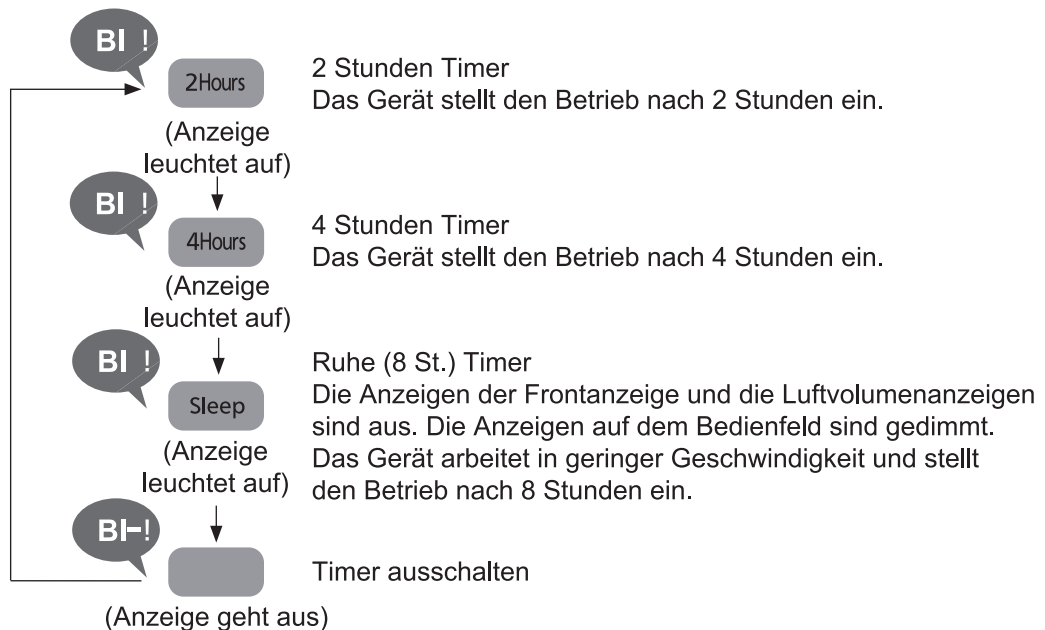 BI !
2Hours
(Anzeige
leuchtet auf)
2 Stunden Timer
Das Gerät stellt den Betrieb nach 2 Stunden ein.
BI !
4Hours
(Anzeige
leuchtet auf)
4 Stunden Timer
Das Gerät stellt den Betrieb nach 4 Stunden ein.
BI !
Sleep
(Anzeige
leuchtet auf)
Ruhe (8 St.) Timer
Die Anzeigen der Frontanzeige und die Luftvolumenanzeigen
sind aus. Die Anzeigen auf dem Bedienfeld sind gedimmt.
Das Gerät arbeitet in geringer Geschwindigkeit und stellt
den Betrieb nach 8 Stunden ein.
BI-!
(Anzeige geht aus)
Timer ausschalten